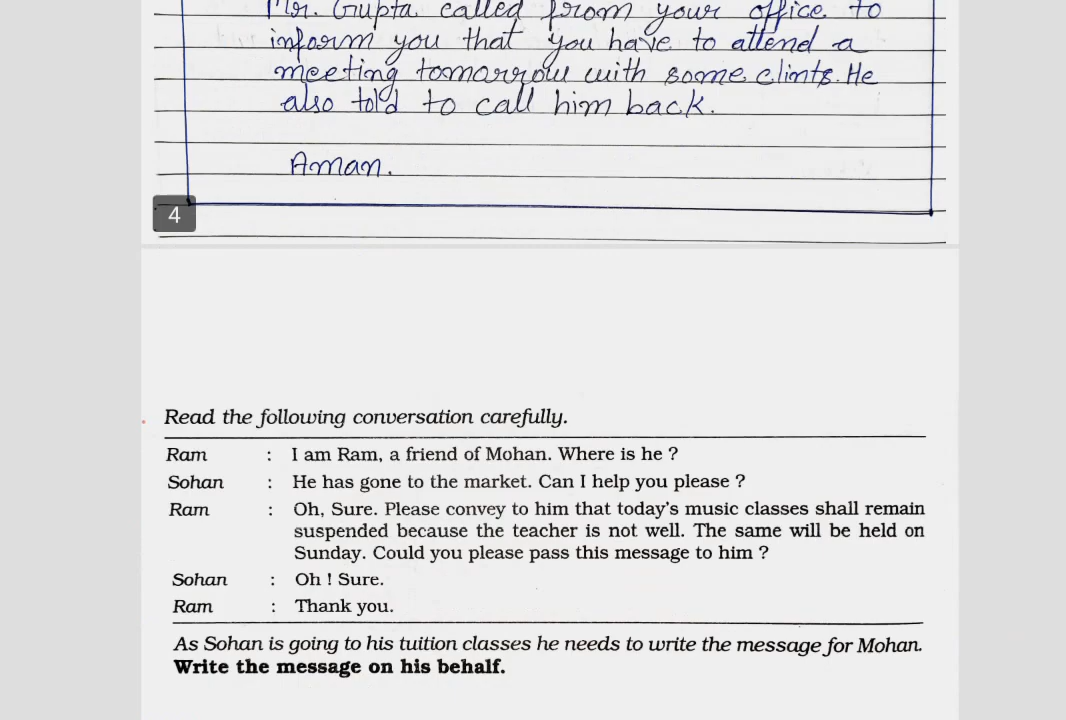 Mr. Gupta called from your office to
inform you that you have to attend a
meeting tomorrow with some clints. He
also told to call him back.
Aman.
4
Read the following conversation carefully.
Ram : I am Ram, a friend of Mohan. Where is he ?
Sohan : He has gone to the market. Can I help you please ?
Ram : Oh, Sure. Please convey to him that today's music classes shall remain
suspended because the teacher is not well. The same will be held on
Sunday. Could you please pass this message to him ?
Sohan : Oh ! Sure.
Ram : Thank you.
As Sohan is going to his tuition classes he needs to write the message for Mohan.
Write the message on his behalf.